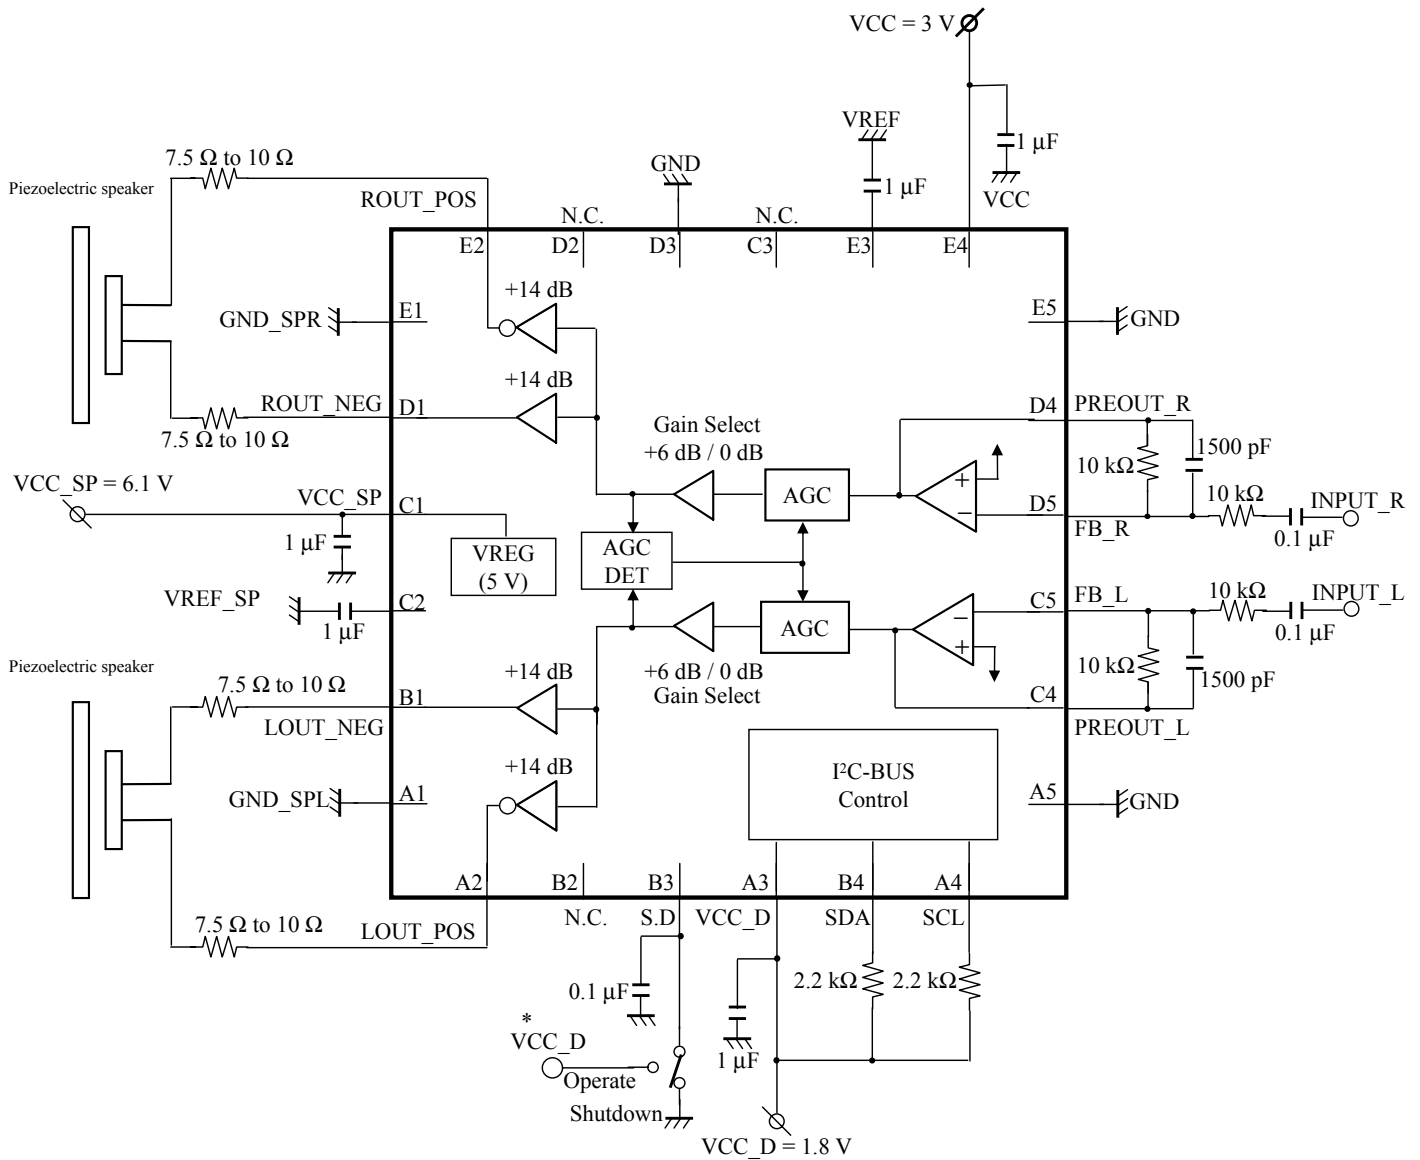 VCC = 3 V
1 μF
VCC
VREF
1 μF
GND
7.5 Ω to 10 Ω
Piezoelectric speaker
ROUT_POS
N.C.
N.C.
E2
D2
D3
C3
E3
E4
+14 dB
GND_SPR
E1
E5
GND
+14 dB
ROUT_NEG
D1
7.5 Ω to 10 Ω
D4
PREOUT_R
Gain Select
+6 dB / 0 dB
1500 pF
10 kΩ
VCC_SP = 6.1 V
VCC_SP
C1
AGC
+
−
D5
FB_R
10 kΩ
INPUT_R
0.1 μF
1 μF
VREG
(5 V)
AGC
DET
VREF_SP
1 μF
C2
C5
FB_L
10 kΩ
INPUT_L
0.1 μF
AGC
−
+
Piezoelectric speaker
7.5 Ω to 10 Ω
+14 dB
+6 dB / 0 dB
Gain Select
10 kΩ
1500 pF
B1
LOUT_NEG
C4
PREOUT_L
+14 dB
I²C-BUS
Control
GND_SPL
A1
A5
GND
A2
B2
B3
A3
B4
A4
7.5 Ω to 10 Ω
LOUT_POS
N.C.
S.D
VCC_D
SDA
SCL
0.1 μF
2.2 kΩ
2.2 kΩ
*
VCC_D
1 μF
Operate
Shutdown
VCC_D = 1.8 V